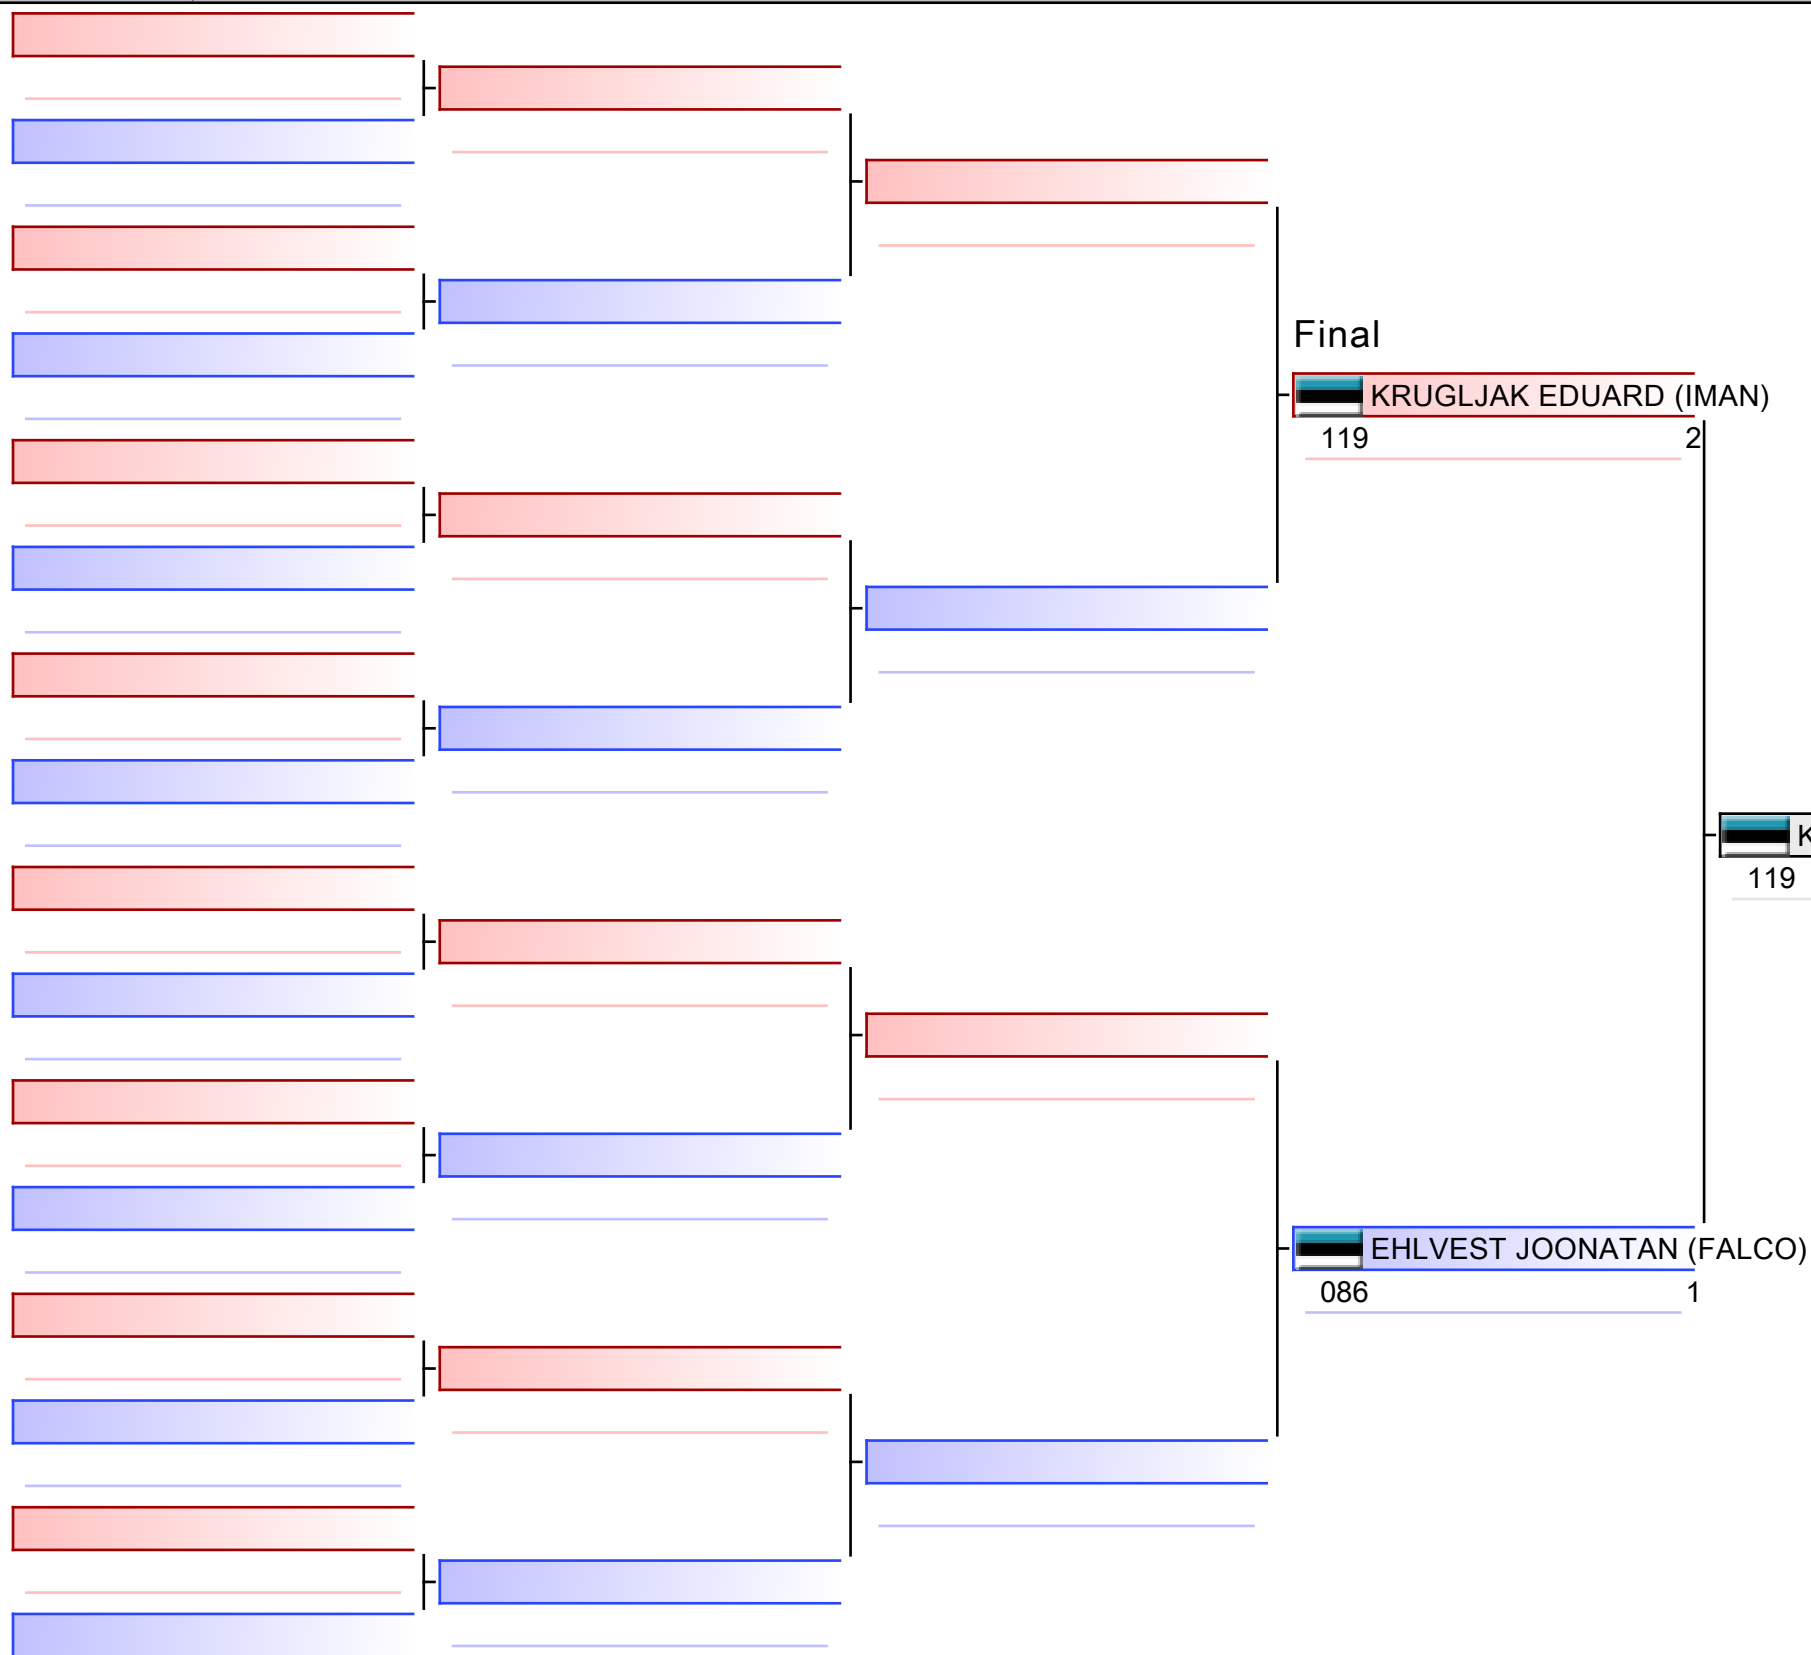 Final
KRUGLJAK EDUARD (IMAN)
119 2
K
119
EHLVEST JOONATAN (FALCO)
086 1